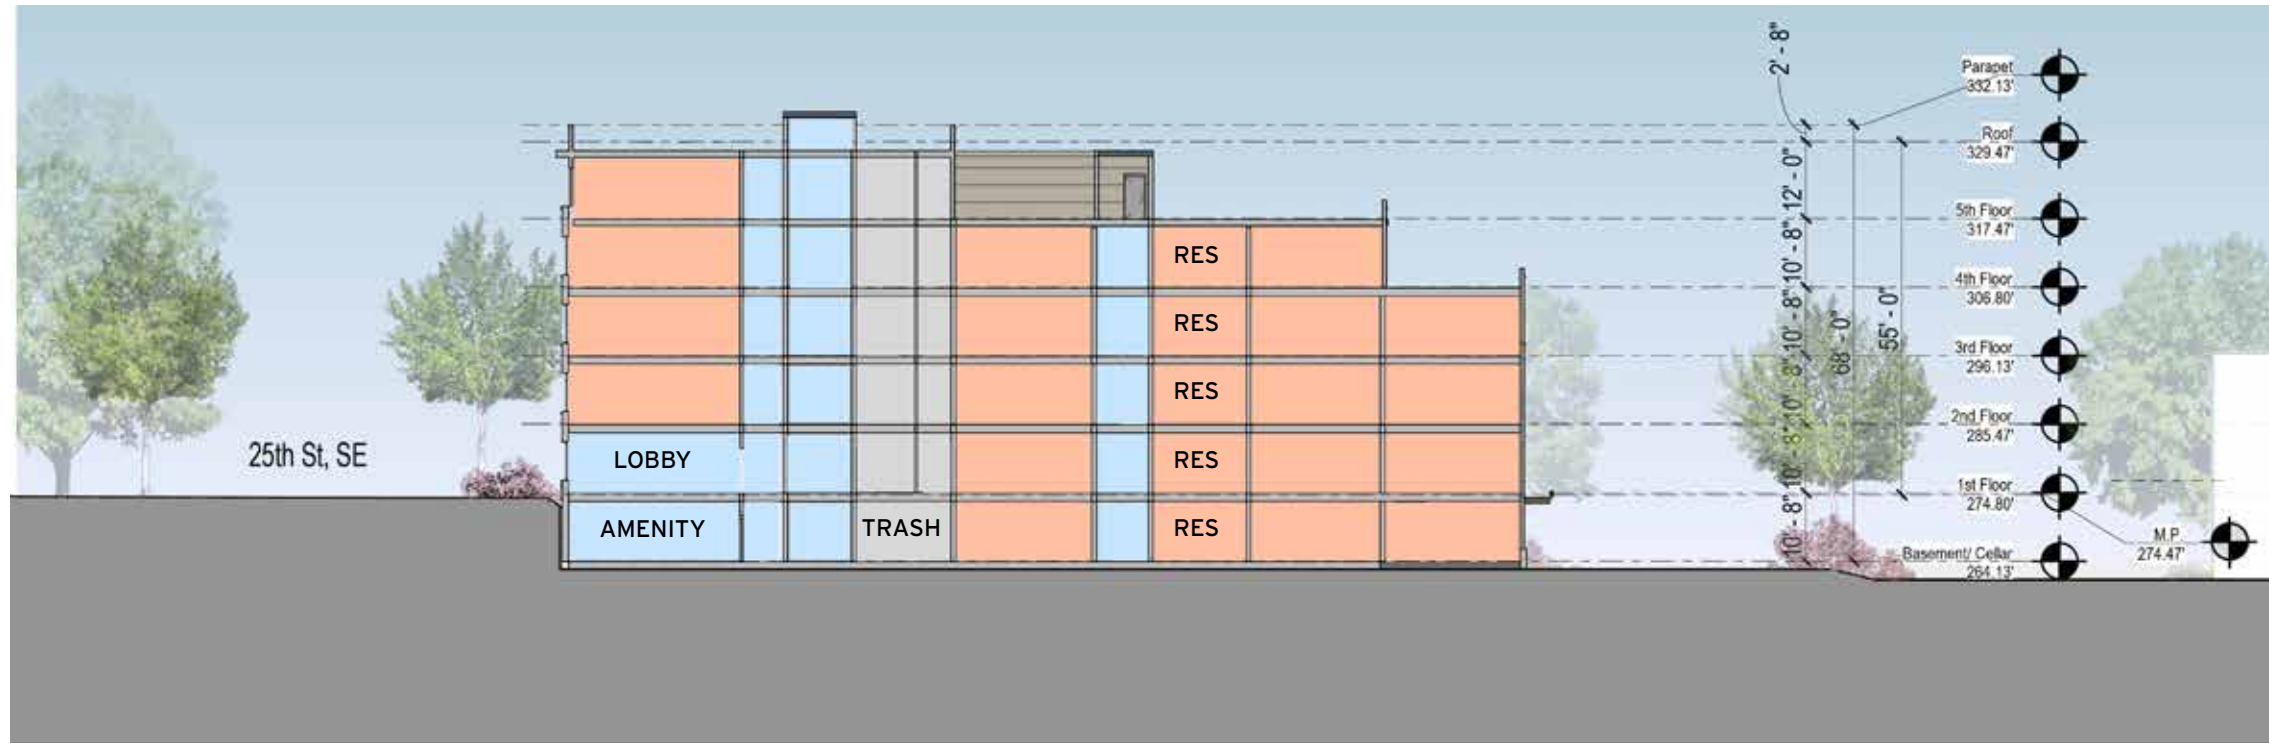 2' - 8"
Parapet
332.13'
Roof
329.47'
12' - 0"
5th Floor
317.47'
RES
10' - 8"
4th Floor
306.80'
55' - 0"
RES
10' - 8"
68' - 0"
3rd Floor
296.13'
RES
10' - 8"
2nd Floor
285.47'
25th St, SE
LOBBY
RES
10' - 8"
1st Floor
274.80'
AMENITY
TRASH
RES
10' - 8"
M.P.
274.47'
Basement/ Cellar
264.13'